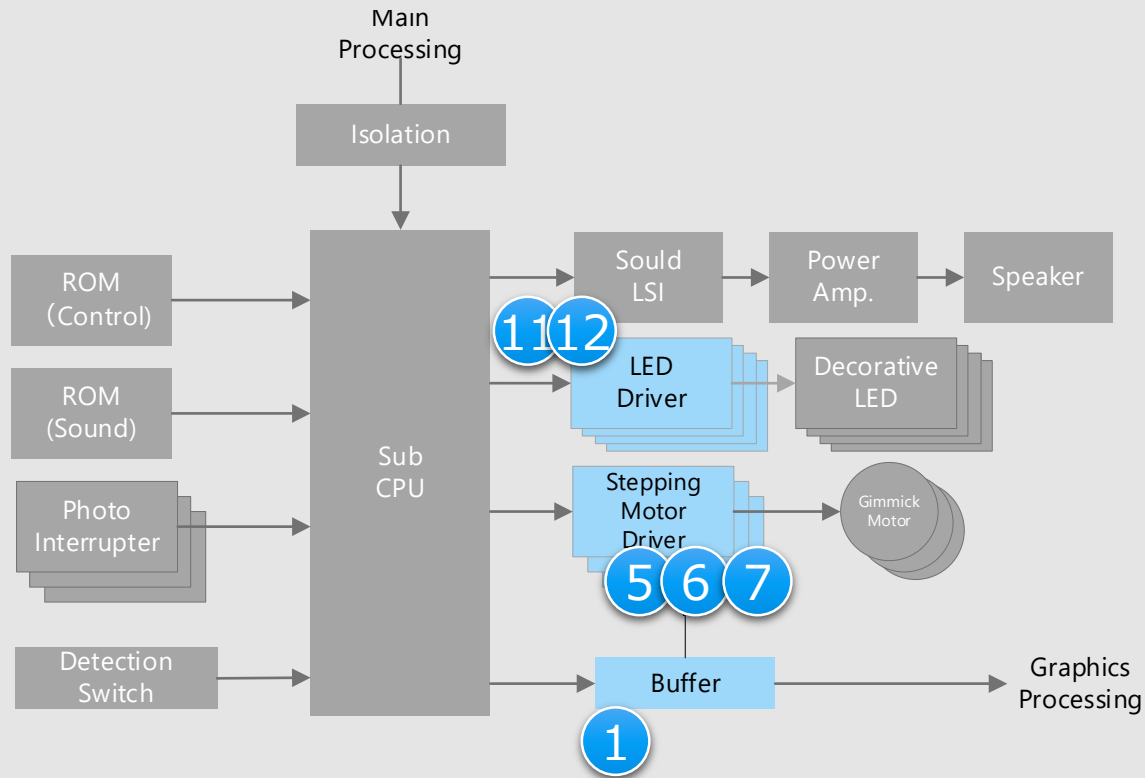 Main
Processing
Isolation
ROM
(Control)
ROM
(Sound)
Photo
Interrupter
Detection
Switch
Sub
CPU
Sould
LSI
Power
Amp.
Speaker
11
12
LED
Driver
Decorative
LED
Stepping
Motor
Driver
Gimmick
Motor
5
6
7
Buffer
1
Graphics
Processing